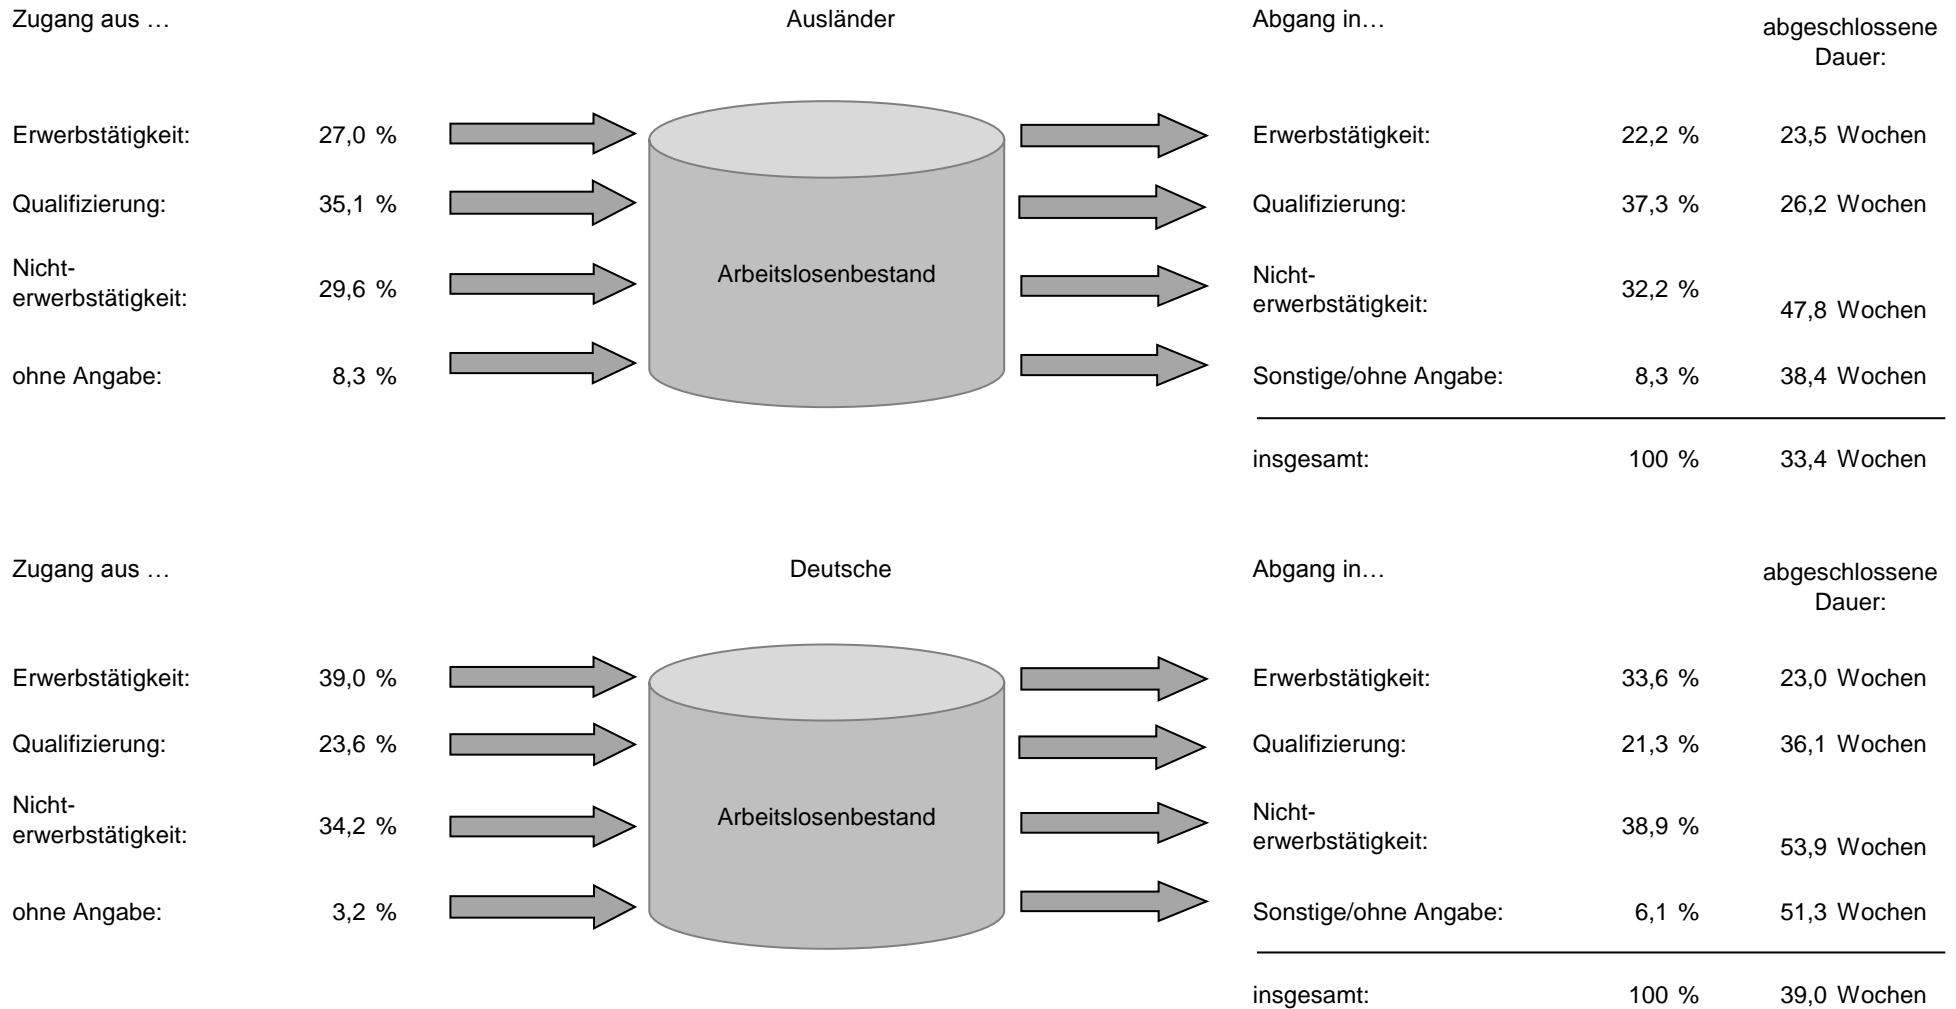 Zugang aus …
Ausländer
Abgang in…
abgeschlossene
Dauer:
Erwerbstätigkeit: 27,0 %
Erwerbstätigkeit: 22,2 % 23,5 Wochen
Qualifizierung: 35,1 %
Qualifizierung: 37,3 % 26,2 Wochen
Nicht-
erwerbstätigkeit: 29,6 %
Arbeitslosenbestand
Nicht-
erwerbstätigkeit: 32,2 % 47,8 Wochen
ohne Angabe: 8,3 %
Sonstige/ohne Angabe: 8,3 % 38,4 Wochen
insgesamt: 100 % 33,4 Wochen
Zugang aus …
Deutsche
Abgang in…
abgeschlossene
Dauer:
Erwerbstätigkeit: 39,0 %
Erwerbstätigkeit: 33,6 % 23,0 Wochen
Qualifizierung: 23,6 %
Qualifizierung: 21,3 % 36,1 Wochen
Nicht-
erwerbstätigkeit: 34,2 %
Arbeitslosenbestand
Nicht-
erwerbstätigkeit: 38,9 % 53,9 Wochen
ohne Angabe: 3,2 %
Sonstige/ohne Angabe: 6,1 % 51,3 Wochen
insgesamt: 100 % 39,0 Wochen